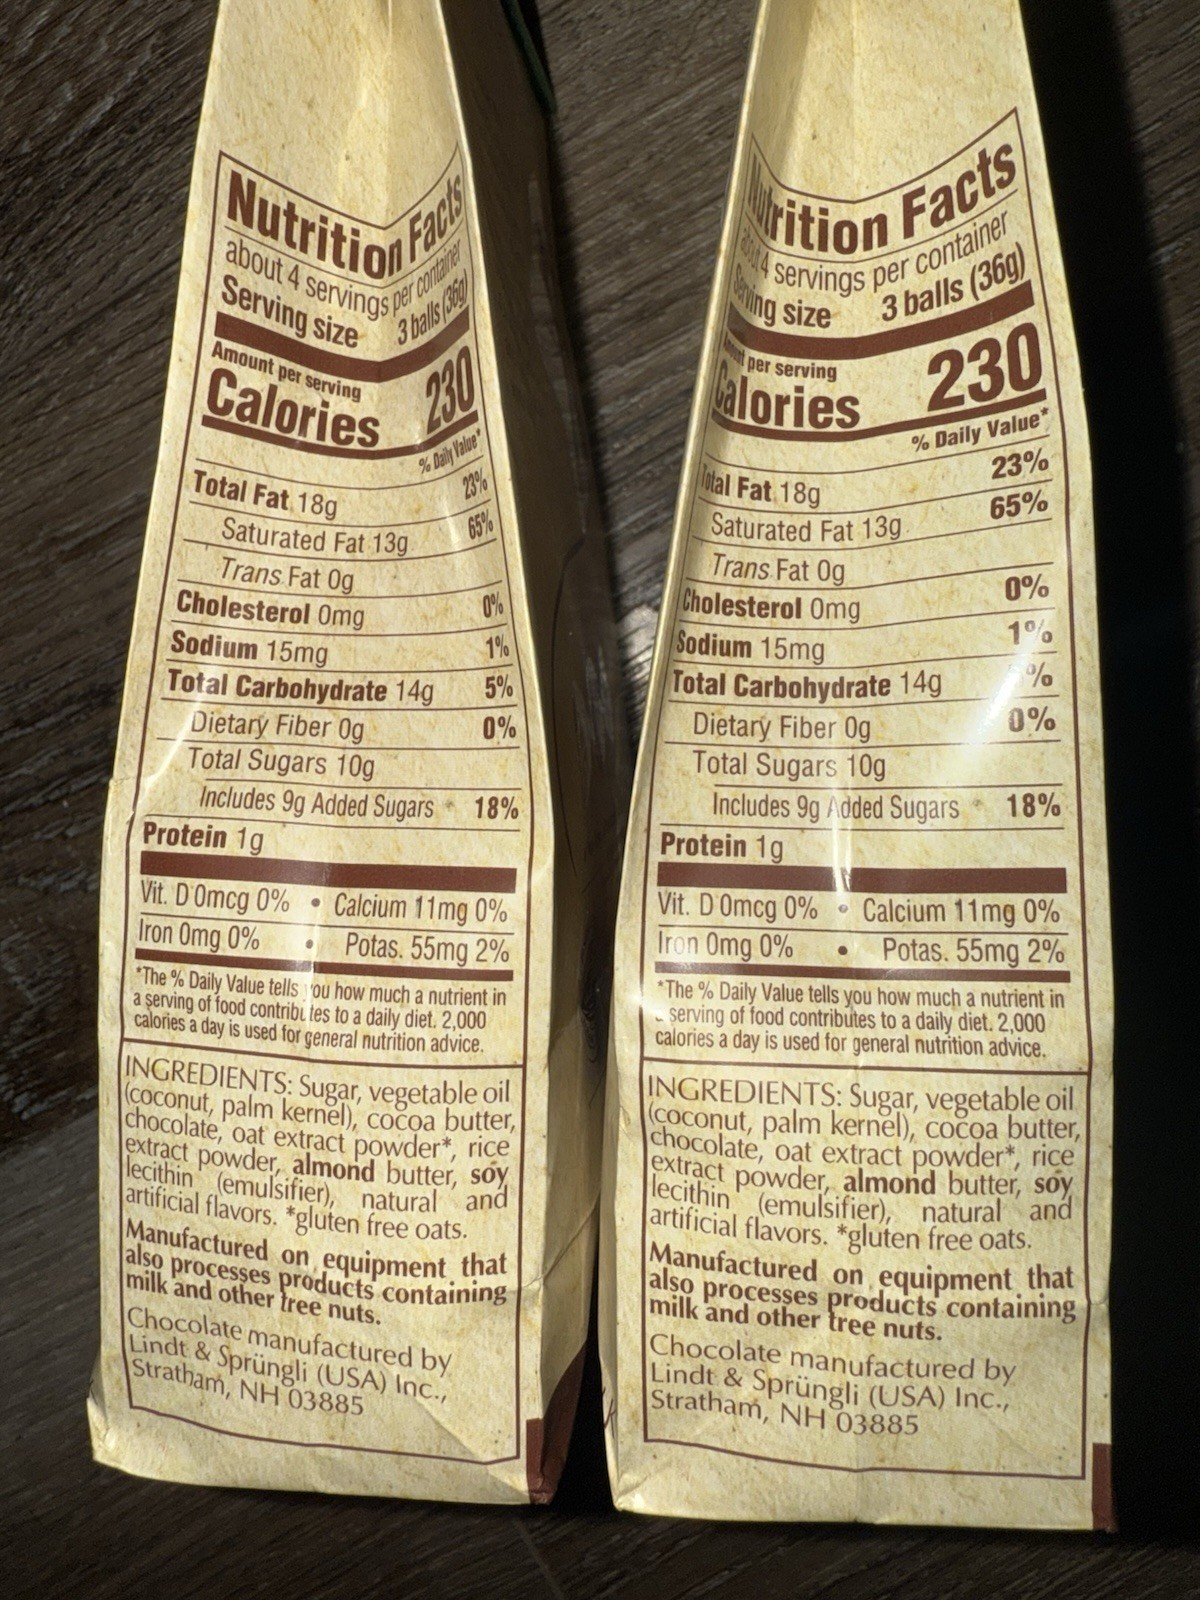 Nutrition Facts
about 4 servings per container
Serving size 3 balls (36g)
Amount per serving
Calories 230
% Daily Value*
Total Fat 18g 23%
Saturated Fat 13g 65%
Trans Fat 0g
Cholesterol 0mg 0%
Sodium 15mg 1%
Total Carbohydrate 14g 5%
Dietary Fiber 0g 0%
Total Sugars 10g
Includes 9g Added Sugars 18%
Protein 1g
Vit. D 0mcg 0% • Calcium 11mg 0%
Iron 0mg 0% • Potas. 55mg 2%
*The % Daily Value tells you how much a nutrient in
a serving of food contributes to a daily diet. 2,000
calories a day is used for general nutrition advice.
INGREDIENTS: Sugar, vegetable oil
(coconut, palm kernel), cocoa butter,
chocolate, oat extract powder*, rice
extract powder, almond butter, soy
lecithin (emulsifier), natural and
artificial flavors. *gluten free oats.
Manufactured on equipment that
also processes products containing
milk and other tree nuts.
Chocolate manufactured by
Lindt & Sprüngli (USA) Inc.,
Stratham, NH 03885
Nutrition Facts
about 4 servings per container
Serving size 3 balls (36g)
Amount per serving
Calories 230
% Daily Value*
Total Fat 18g 23%
Saturated Fat 13g 65%
Trans Fat 0g
Cholesterol 0mg 0%
Sodium 15mg 1%
Total Carbohydrate 14g %
Dietary Fiber 0g 0%
Total Sugars 10g
Includes 9g Added Sugars 18%
Protein 1g
Vit. D 0mcg 0% • Calcium 11mg 0%
Iron 0mg 0% • Potas. 55mg 2%
*The % Daily Value tells you how much a nutrient in
a serving of food contributes to a daily diet. 2,000
calories a day is used for general nutrition advice.
INGREDIENTS: Sugar, vegetable oil
(coconut, palm kernel), cocoa butter,
chocolate, oat extract powder*, rice
extract powder, almond butter, soy
lecithin (emulsifier), natural and
artificial flavors. *gluten free oats.
Manufactured on equipment that
also processes products containing
milk and other tree nuts.
Chocolate manufactured by
Lindt & Sprüngli (USA) Inc.,
Stratham, NH 03885